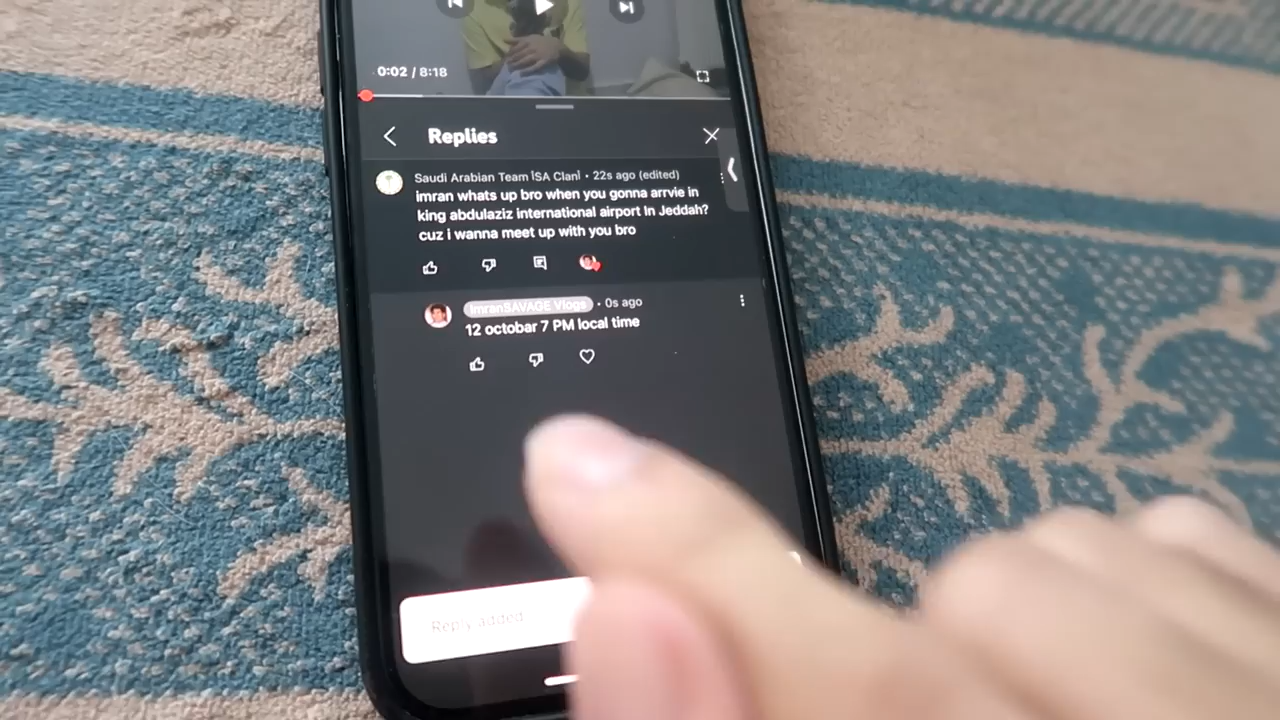 0:02 / 8:18
Replies
Saudi Arabian Team |SA Clan| • 22s ago (edited)
imran whats up bro when you gonna arrvie in
king abdulaziz international airport In Jeddah?
cuz i wanna meet up with you bro
ImranSAVAGE Vlogs • 0s ago
12 octobar 7 PM local time
Reply added